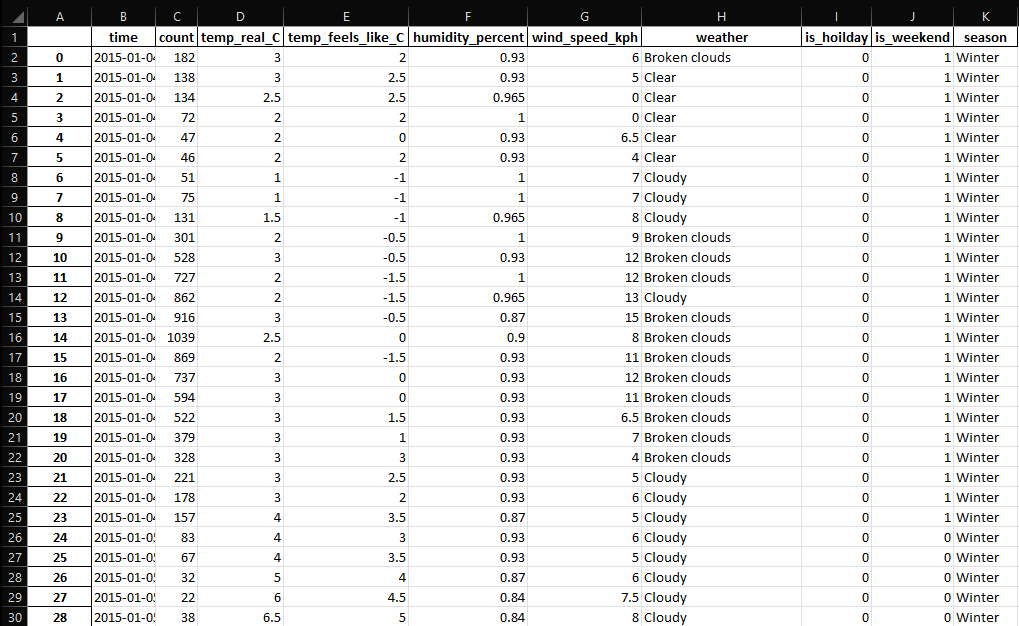 A B C D E F G H I J K
1 time count temp_real_C temp_feels_like_C humidity_percent wind_speed_kph weather is_hoilday is_weekend season
2 0 2015-01-04 182 3 2 0.93 6 Broken clouds 0 1 Winter
3 1 2015-01-04 138 3 2.5 0.93 5 Clear 0 1 Winter
4 2 2015-01-04 134 2.5 2.5 0.965 0 Clear 0 1 Winter
5 3 2015-01-04 72 2 2 1 0 Clear 0 1 Winter
6 4 2015-01-04 47 2 0 0.93 6.5 Clear 0 1 Winter
7 5 2015-01-04 46 2 2 0.93 4 Clear 0 1 Winter
8 6 2015-01-04 51 1 -1 1 7 Cloudy 0 1 Winter
9 7 2015-01-04 75 1 -1 1 7 Cloudy 0 1 Winter
10 8 2015-01-04 131 1.5 -1 0.965 8 Cloudy 0 1 Winter
11 9 2015-01-04 301 2 -0.5 1 9 Broken clouds 0 1 Winter
12 10 2015-01-04 528 3 -0.5 0.93 12 Broken clouds 0 1 Winter
13 11 2015-01-04 727 2 -1.5 1 12 Broken clouds 0 1 Winter
14 12 2015-01-04 862 2 -1.5 0.965 13 Cloudy 0 1 Winter
15 13 2015-01-04 916 3 -0.5 0.87 15 Broken clouds 0 1 Winter
16 14 2015-01-04 1039 2.5 0 0.9 8 Broken clouds 0 1 Winter
17 15 2015-01-04 869 2 -1.5 0.93 11 Broken clouds 0 1 Winter
18 16 2015-01-04 737 3 0 0.93 12 Broken clouds 0 1 Winter
19 17 2015-01-04 594 3 0 0.93 11 Broken clouds 0 1 Winter
20 18 2015-01-04 522 3 1.5 0.93 6.5 Broken clouds 0 1 Winter
21 19 2015-01-04 379 3 1 0.93 7 Broken clouds 0 1 Winter
22 20 2015-01-04 328 3 3 0.93 4 Broken clouds 0 1 Winter
23 21 2015-01-04 221 3 2.5 0.93 5 Cloudy 0 1 Winter
24 22 2015-01-04 178 3 2 0.93 6 Cloudy 0 1 Winter
25 23 2015-01-04 157 4 3.5 0.87 5 Cloudy 0 1 Winter
26 24 2015-01-05 83 4 3 0.93 6 Cloudy 0 0 Winter
27 25 2015-01-05 67 4 3.5 0.93 5 Cloudy 0 0 Winter
28 26 2015-01-05 32 5 4 0.87 6 Cloudy 0 0 Winter
29 27 2015-01-05 22 6 4.5 0.84 7.5 Cloudy 0 0 Winter
30 28 2015-01-05 38 6.5 5 0.84 8 Cloudy 0 0 Winter